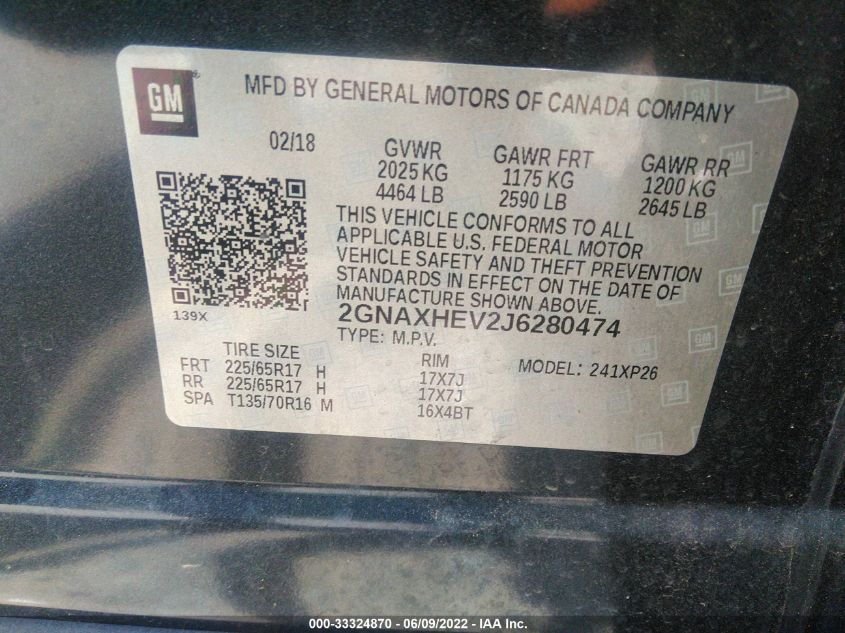 GM
MFD BY GENERAL MOTORS OF CANADA COMPANY
02/18 GVWR GAWR FRT GAWR RR
2025 KG 1175 KG 1200 KG
4464 LB 2590 LB 2645 LB
THIS VEHICLE CONFORMS TO ALL
APPLICABLE U.S. FEDERAL MOTOR
VEHICLE SAFETY AND THEFT PREVENTION
STANDARDS IN EFFECT ON THE DATE OF
MANUFACTURE SHOWN ABOVE.
139X
2GNAXHEV2J6280474
TYPE: M.P.V.
TIRE SIZE RIM MODEL: 241XP26
FRT 225/65R17 H 17X7J
RR 225/65R17 H 17X7J
SPA T135/70R16 M 16X4BT
000-33324870 - 06/09/2022 - IAA Inc.